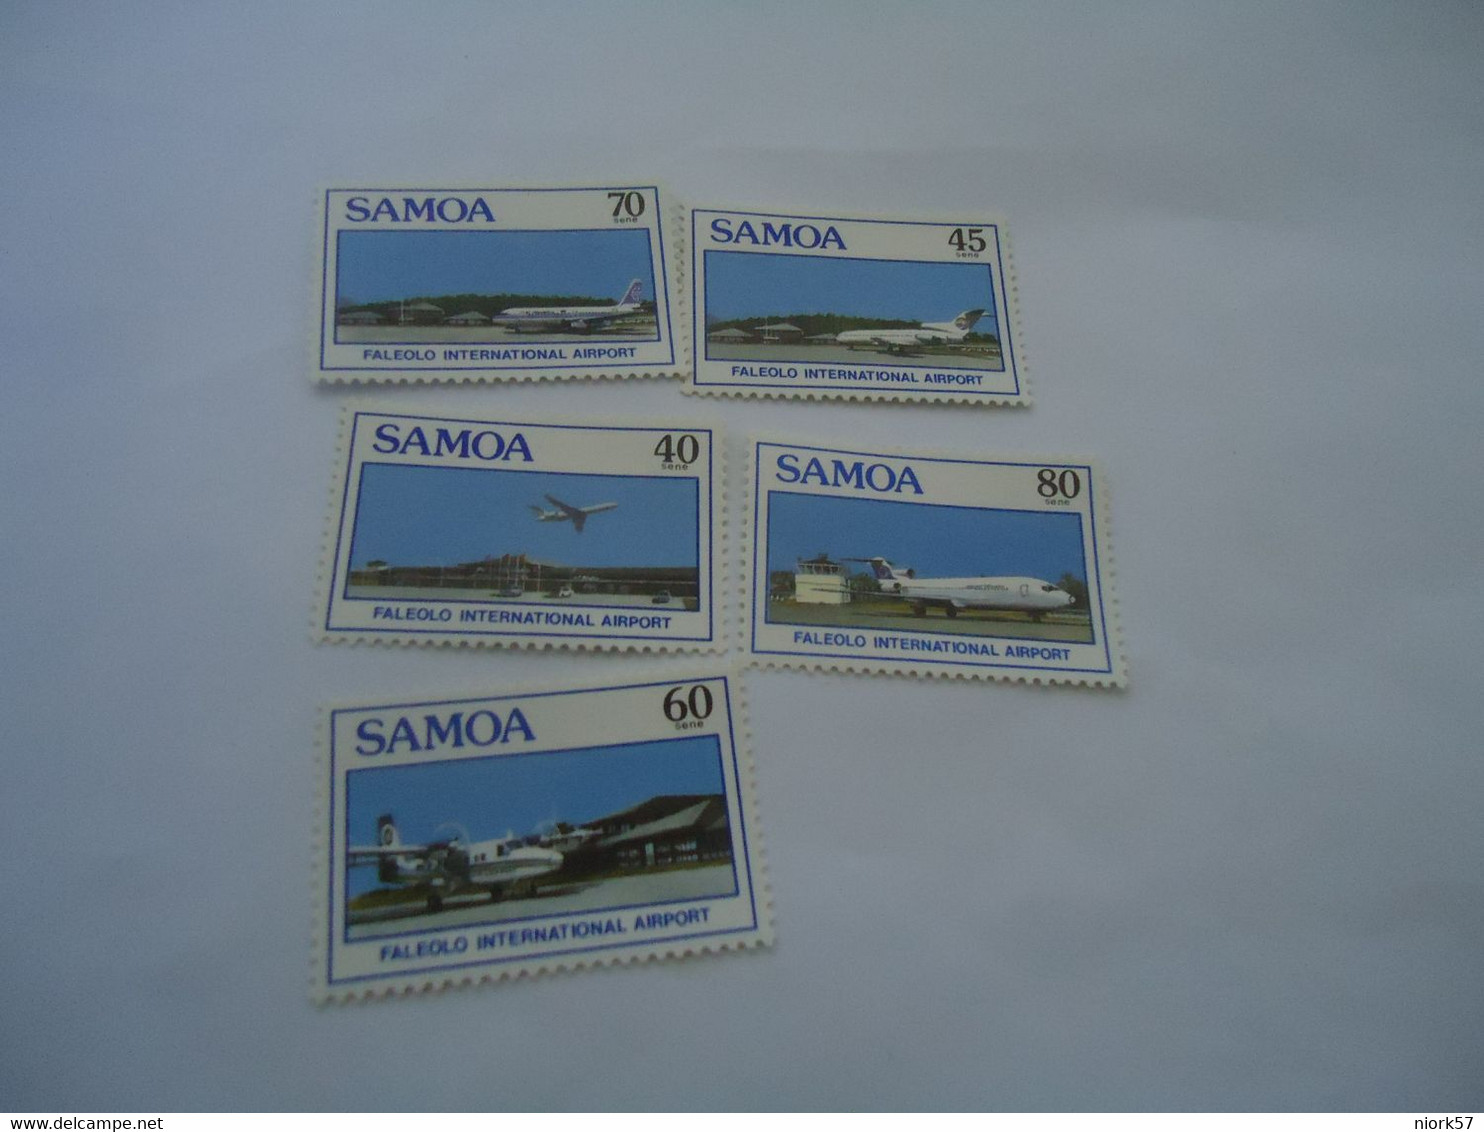 SAMOA 70
sene
FALEOLO INTERNATIONAL AIRPORT
SAMOA 45
sene
FALEOLO INTERNATIONAL AIRPORT
SAMOA 40
sene
FALEOLO INTERNATIONAL AIRPORT
SAMOA 80
sene
FALEOLO INTERNATIONAL AIRPORT
SAMOA 60
sene
FALEOLO INTERNATIONAL AIRPORT
delcampe.net
niork57